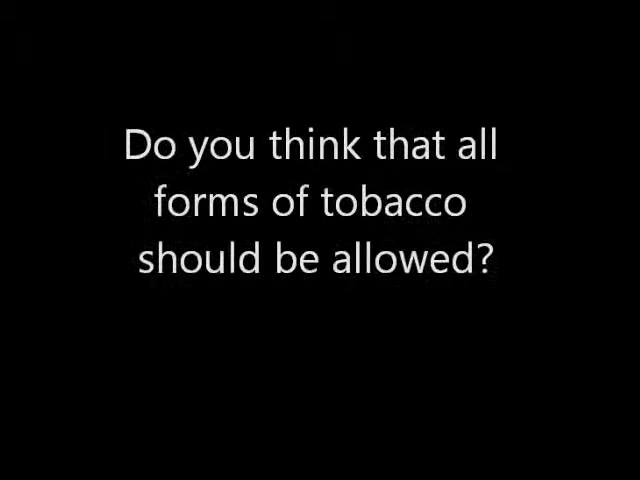 Do you think that all
forms of tobacco
should be allowed?